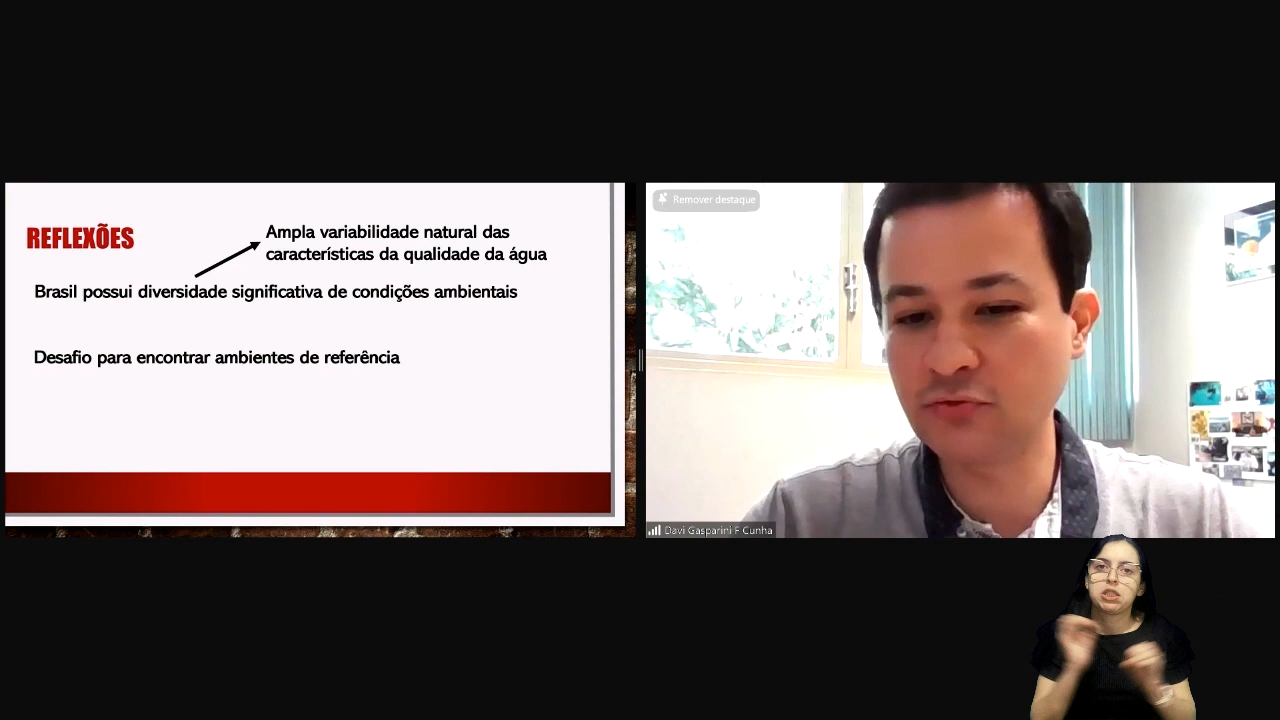 REFLEXÕES
Ampla variabilidade natural das
características da qualidade da água
Brasil possui diversidade significativa de condições ambientais
Desafio para encontrar ambientes de referência
Remover destaque
Davi Gasparini F Cunha